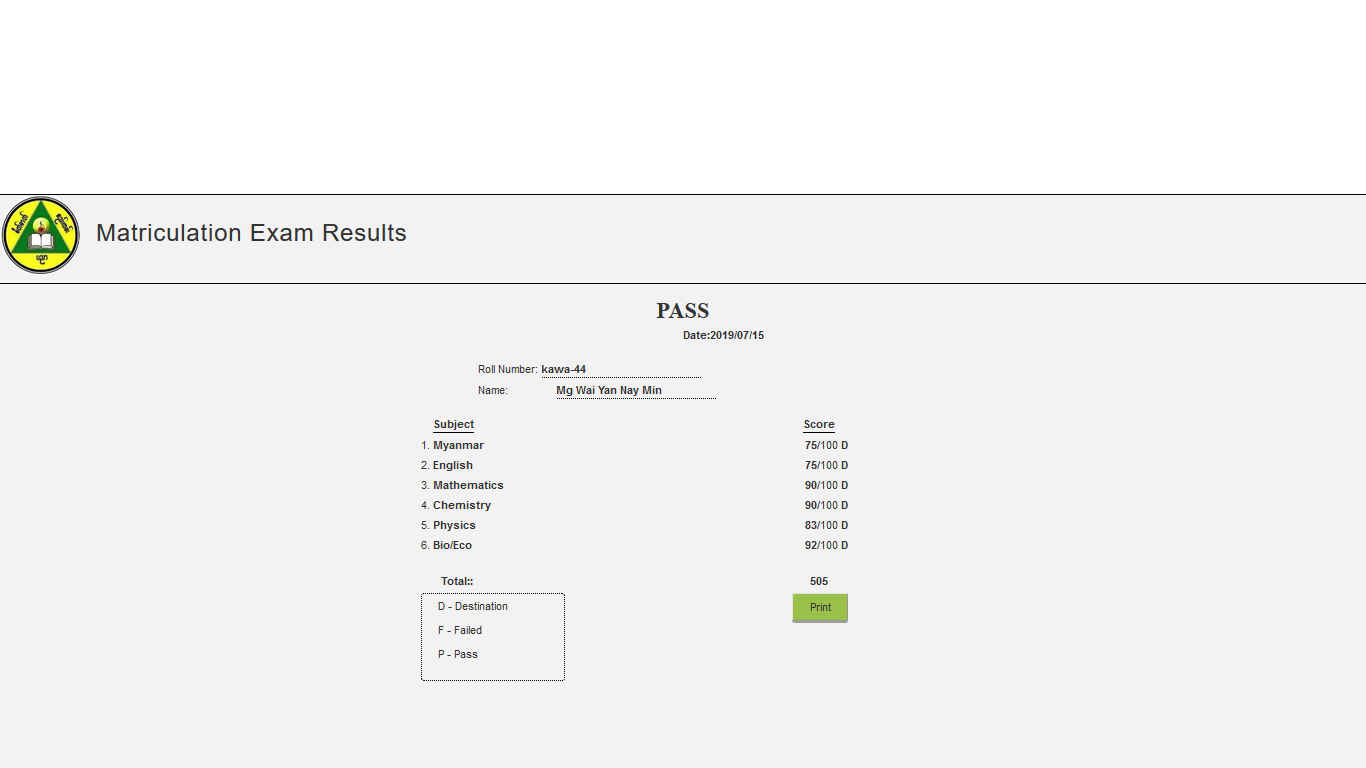 Matriculation Exam Results
PASS
Date:2019/07/15
Roll Number: kawa-44
Name: Mg Wai Yan Nay Min
Subject Score
1. Myanmar 75/100 D
2. English 75/100 D
3. Mathematics 90/100 D
4. Chemistry 90/100 D
5. Physics 83/100 D
6. Bio/Eco 92/100 D
Total:: 505
D - Destination
Print
F - Failed
P - Pass